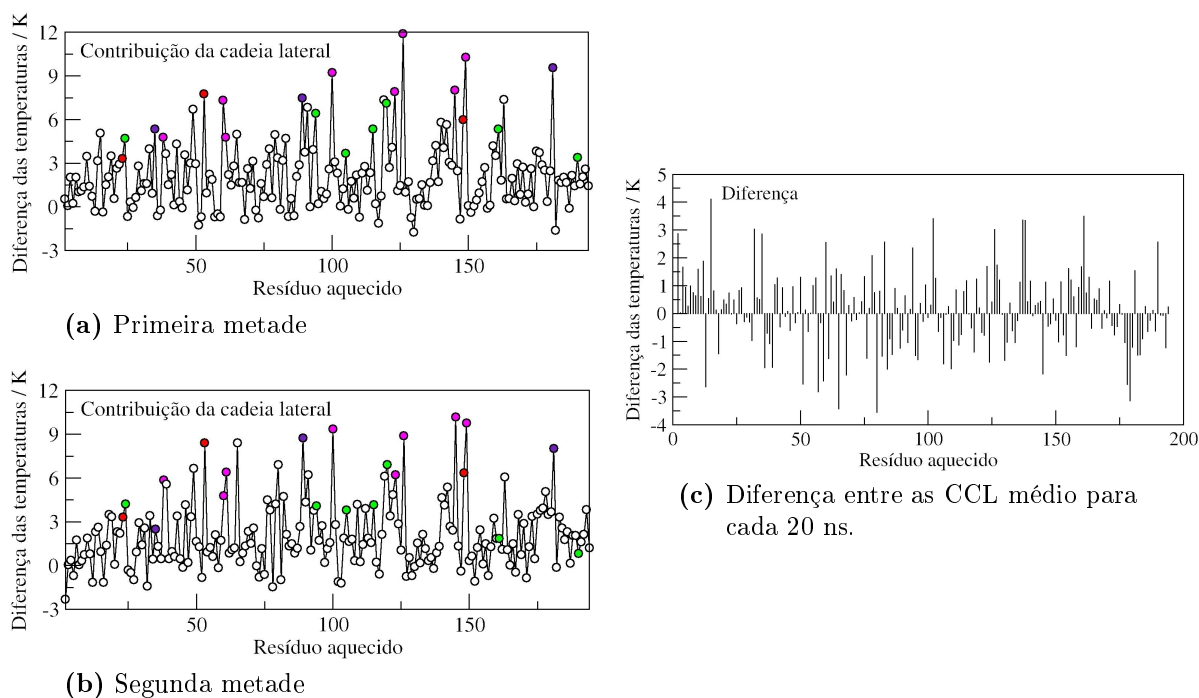 Diferença das temperaturas / K
12
9
6
3
0
-3
Contribuição da cadeia lateral
50
100
150
Resíduo aquecido
(a) Primeira metade
Diferença das temperaturas / K
12
9
6
3
0
-3
Contribuição da cadeia lateral
50
100
150
Resíduo aquecido
(b) Segunda metade
Diferença das temperaturas / K
5
4
3
2
1
0
-1
-2
-3
-4
Diferença
0
50
100
150
200
Resíduo aquecido
(c) Diferença entre as CCL médio para
cada 20 ns.